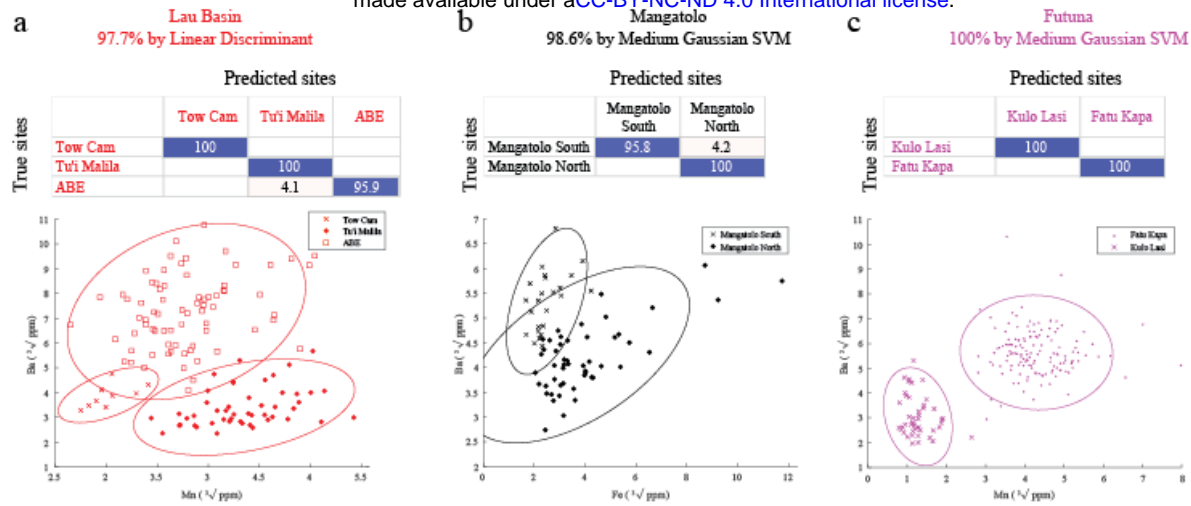 made available under aCC-BY-NC-ND 4.0 International license.
a
Lau Basin
97.7% by Linear Discriminant
Predicted sites
True sites
Tow Cam Tu'i Malila ABE
Tow Cam 100
Tu'i Malila 100
ABE 4.1 95.9
Tow Cam
Tu'i Malila
ABE
11
10
9
8
7
6
5
4
3
2
1
Ba (³√ ppm)
2.5 3 3.5 4 4.5 5 5.5
Mn (³√ ppm)
b
Mangatolo
98.6% by Medium Gaussian SVM
Predicted sites
True sites
Mangatolo South Mangatolo North
Mangatolo South 95.8 4.2
Mangatolo North 100
Mangatolo South
Mangatolo North
7
6.5
6
5.5
5
4.5
4
3.5
3
2.5
2
Ba (³√ ppm)
0 2 4 6 8 10 12
Fe (³√ ppm)
c
Futuna
100% by Medium Gaussian SVM
Predicted sites
True sites
Kulo Lasi Fatu Kapa
Kulo Lasi 100
Fatu Kapa 100
Fatu Kapa
Kulo Lasi
11
10
9
8
7
6
5
4
3
2
1
Ba (³√ ppm)
0 1 2 3 4 5 6 7 8
Mn (³√ ppm)